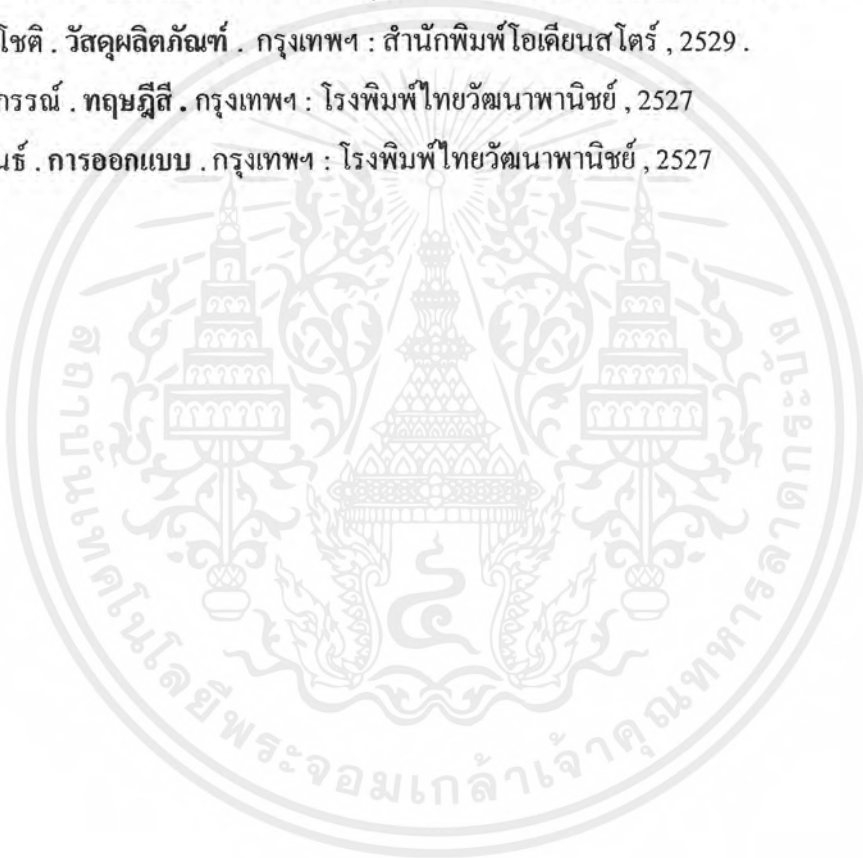 โชติ . วัสดุผลิตภัณฑ์ . กรุงเทพฯ : สำนักพิมพ์โอเดียนสโตร์ , 2529 .
กรรณ์ . ทฤษฎีสี . กรุงเทพฯ : โรงพิมพ์ไทยวัฒนาพานิชย์ , 2527
นธ์ . การออกแบบ . กรุงเทพฯ : โรงพิมพ์ไทยวัฒนาพานิชย์ , 2527
สถาบันเทคโนโลยีพระจอมเกล้าเจ้าคุณทหารลาดกระบัง
๔